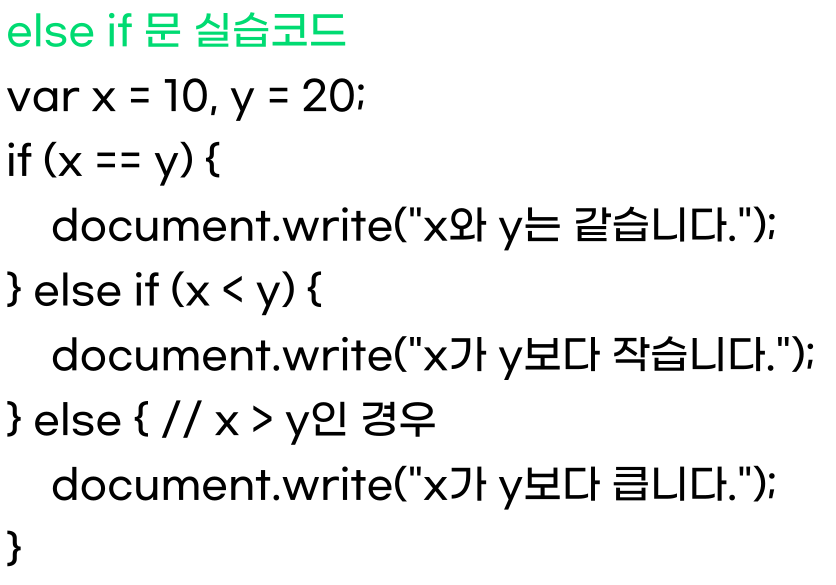 else if 문 실습코드
var x = 10, y = 20;
if (x == y) {
    document.write("x와 y는 같습니다.");
} else if (x < y) {
    document.write("x가 y보다 작습니다.");
} else { // x > y인 경우
    document.write("x가 y보다 큽니다.");
}